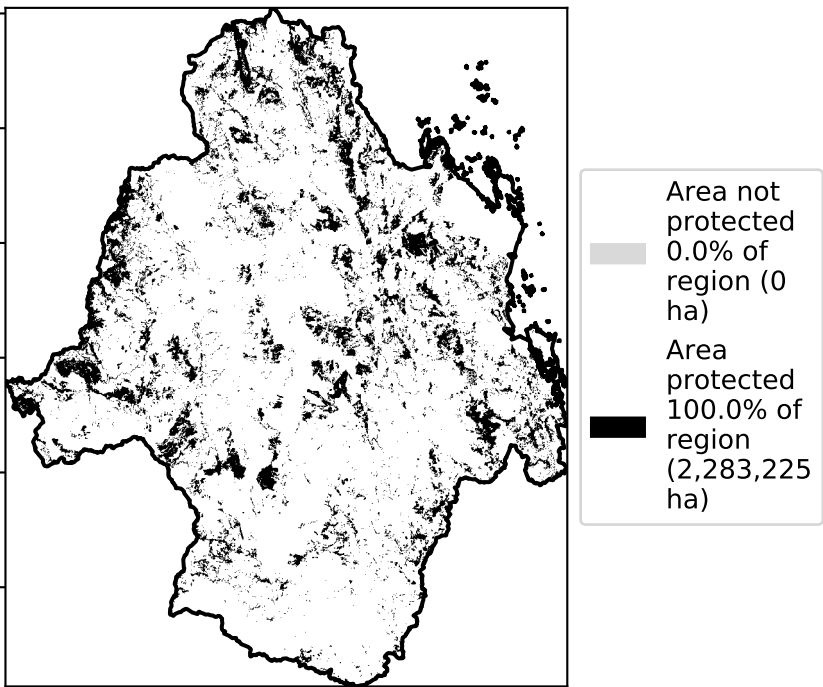 Area not
protected
0.0% of
region (0
ha)
Area
protected
100.0% of
region
(2,283,225
ha)